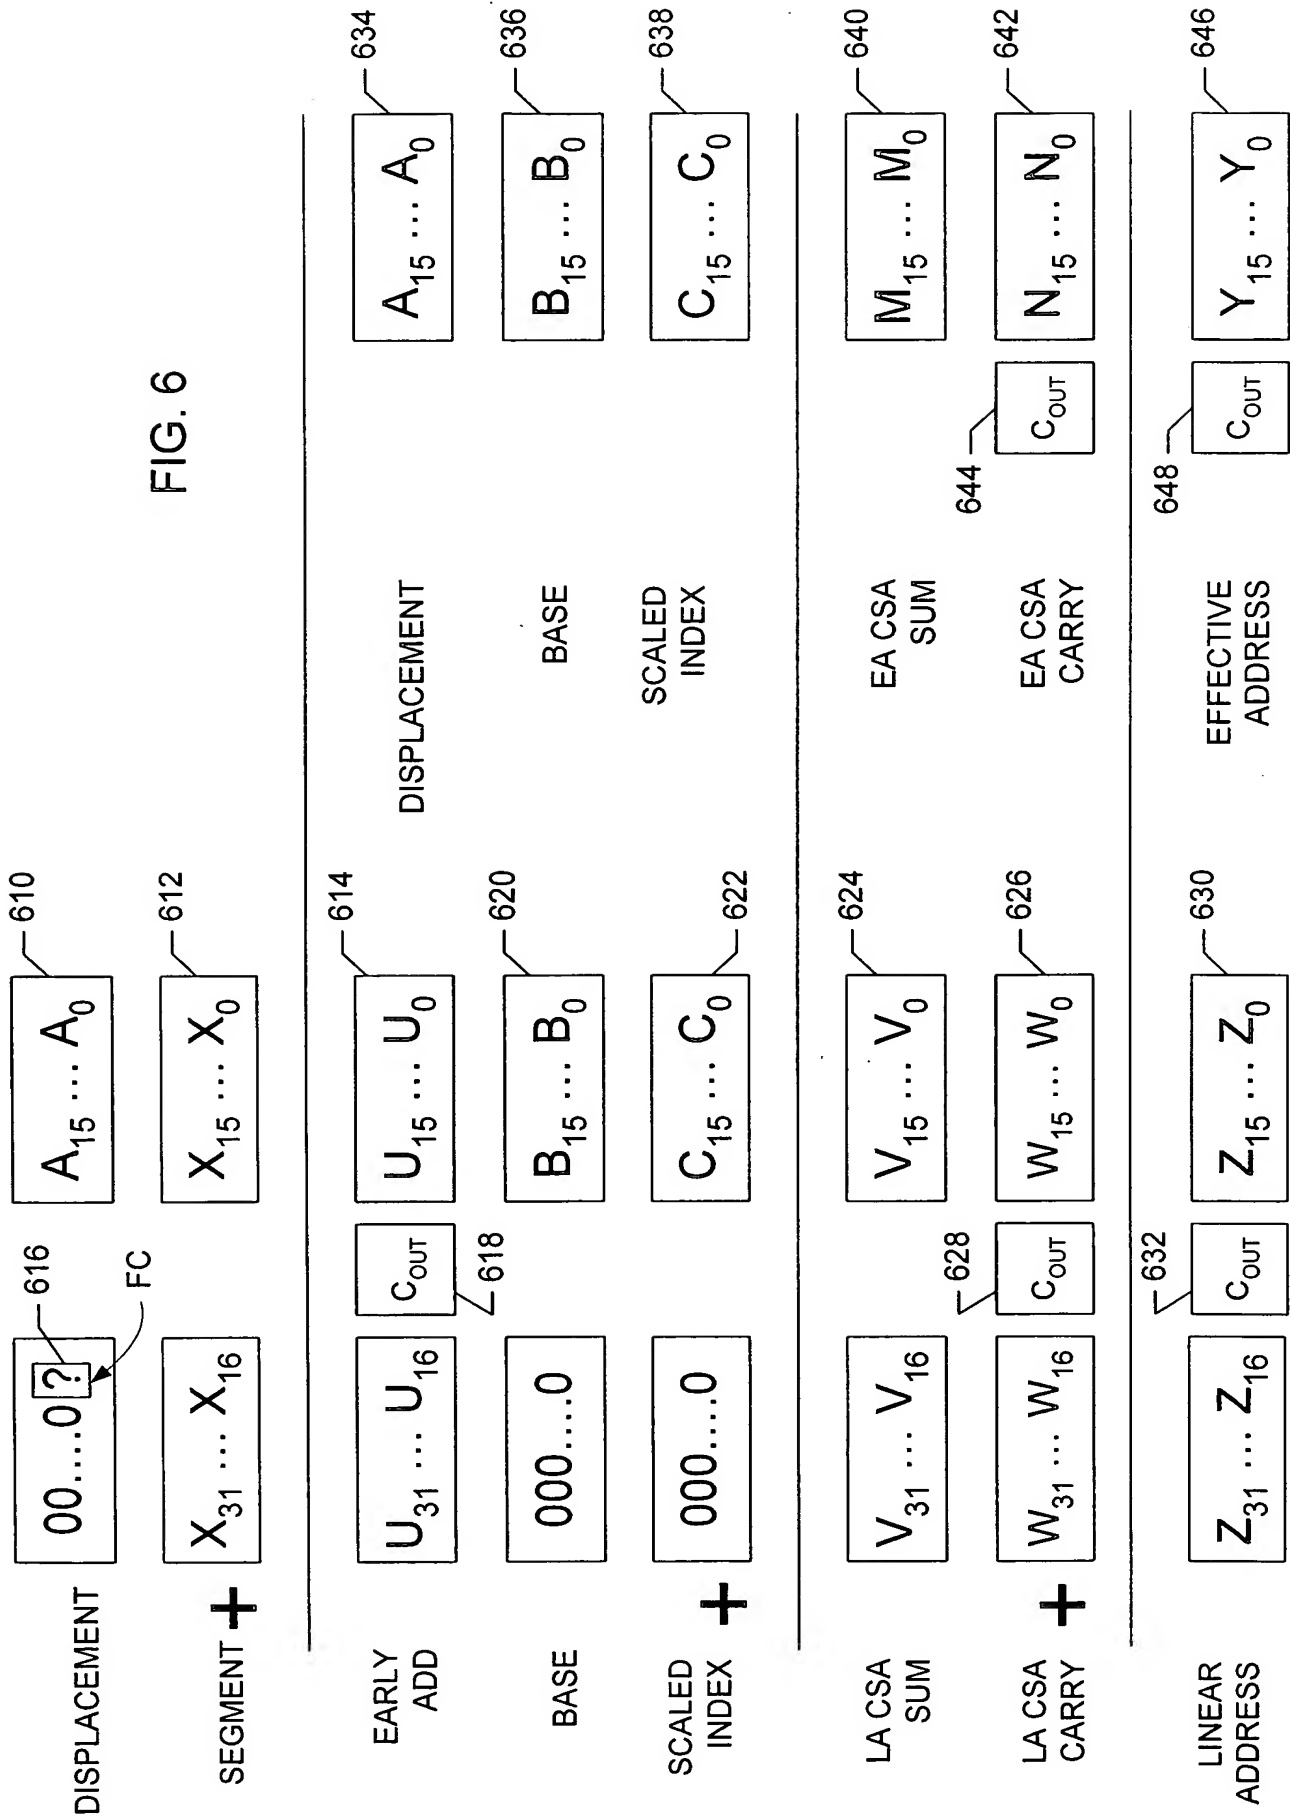 FIG. 6
DISPLACEMENT 00....0? A15 ... A0 610
616
FC
SEGMENT + X31 ... X16 X15 ... X0 612
EARLY ADD U31 ... U16 COUT U15 ... U0 614
618
BASE 000....0 B15 ... B0 620
SCALED INDEX + 000....0 C15 ... C0 622
DISPLACEMENT A15 ... A0 634
BASE B15 ... B0 636
SCALED INDEX C15 ... C0 638
LA CSA SUM V31 ... V16 V15 ... V0 624
LA CSA CARRY + W31 ... W16 COUT W15 ... W0 626
628
EA CSA SUM M15 ... M0 640
EA CSA CARRY COUT N15 ... N0 642
644
LINEAR ADDRESS Z31 ... Z16 COUT Z15 ... Z0 630
632
EFFECTIVE ADDRESS COUT Y15 ... Y0 646
648